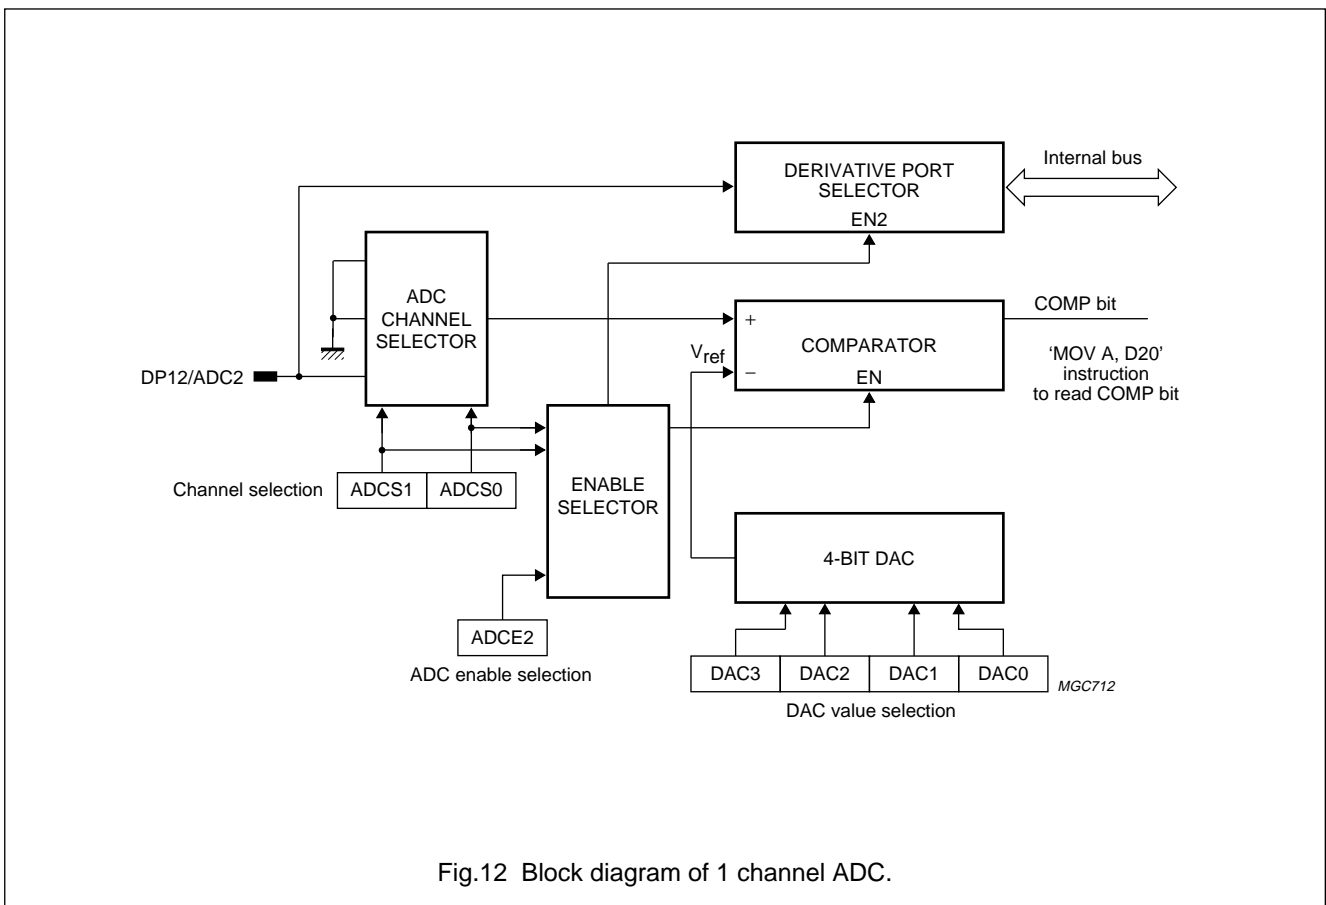 DERIVATIVE PORT
SELECTOR
EN2
Internal bus
ADC
CHANNEL
SELECTOR
+
COMPARATOR
−
EN
Vref
COMP bit
‘MOV A, D20’
instruction
to read COMP bit
DP12/ADC2
Channel selection
ADCS1
ADCS0
ENABLE
SELECTOR
4-BIT DAC
ADCE2
ADC enable selection
DAC3
DAC2
DAC1
DAC0
MGC712
DAC value selection
Fig.12 Block diagram of 1 channel ADC.